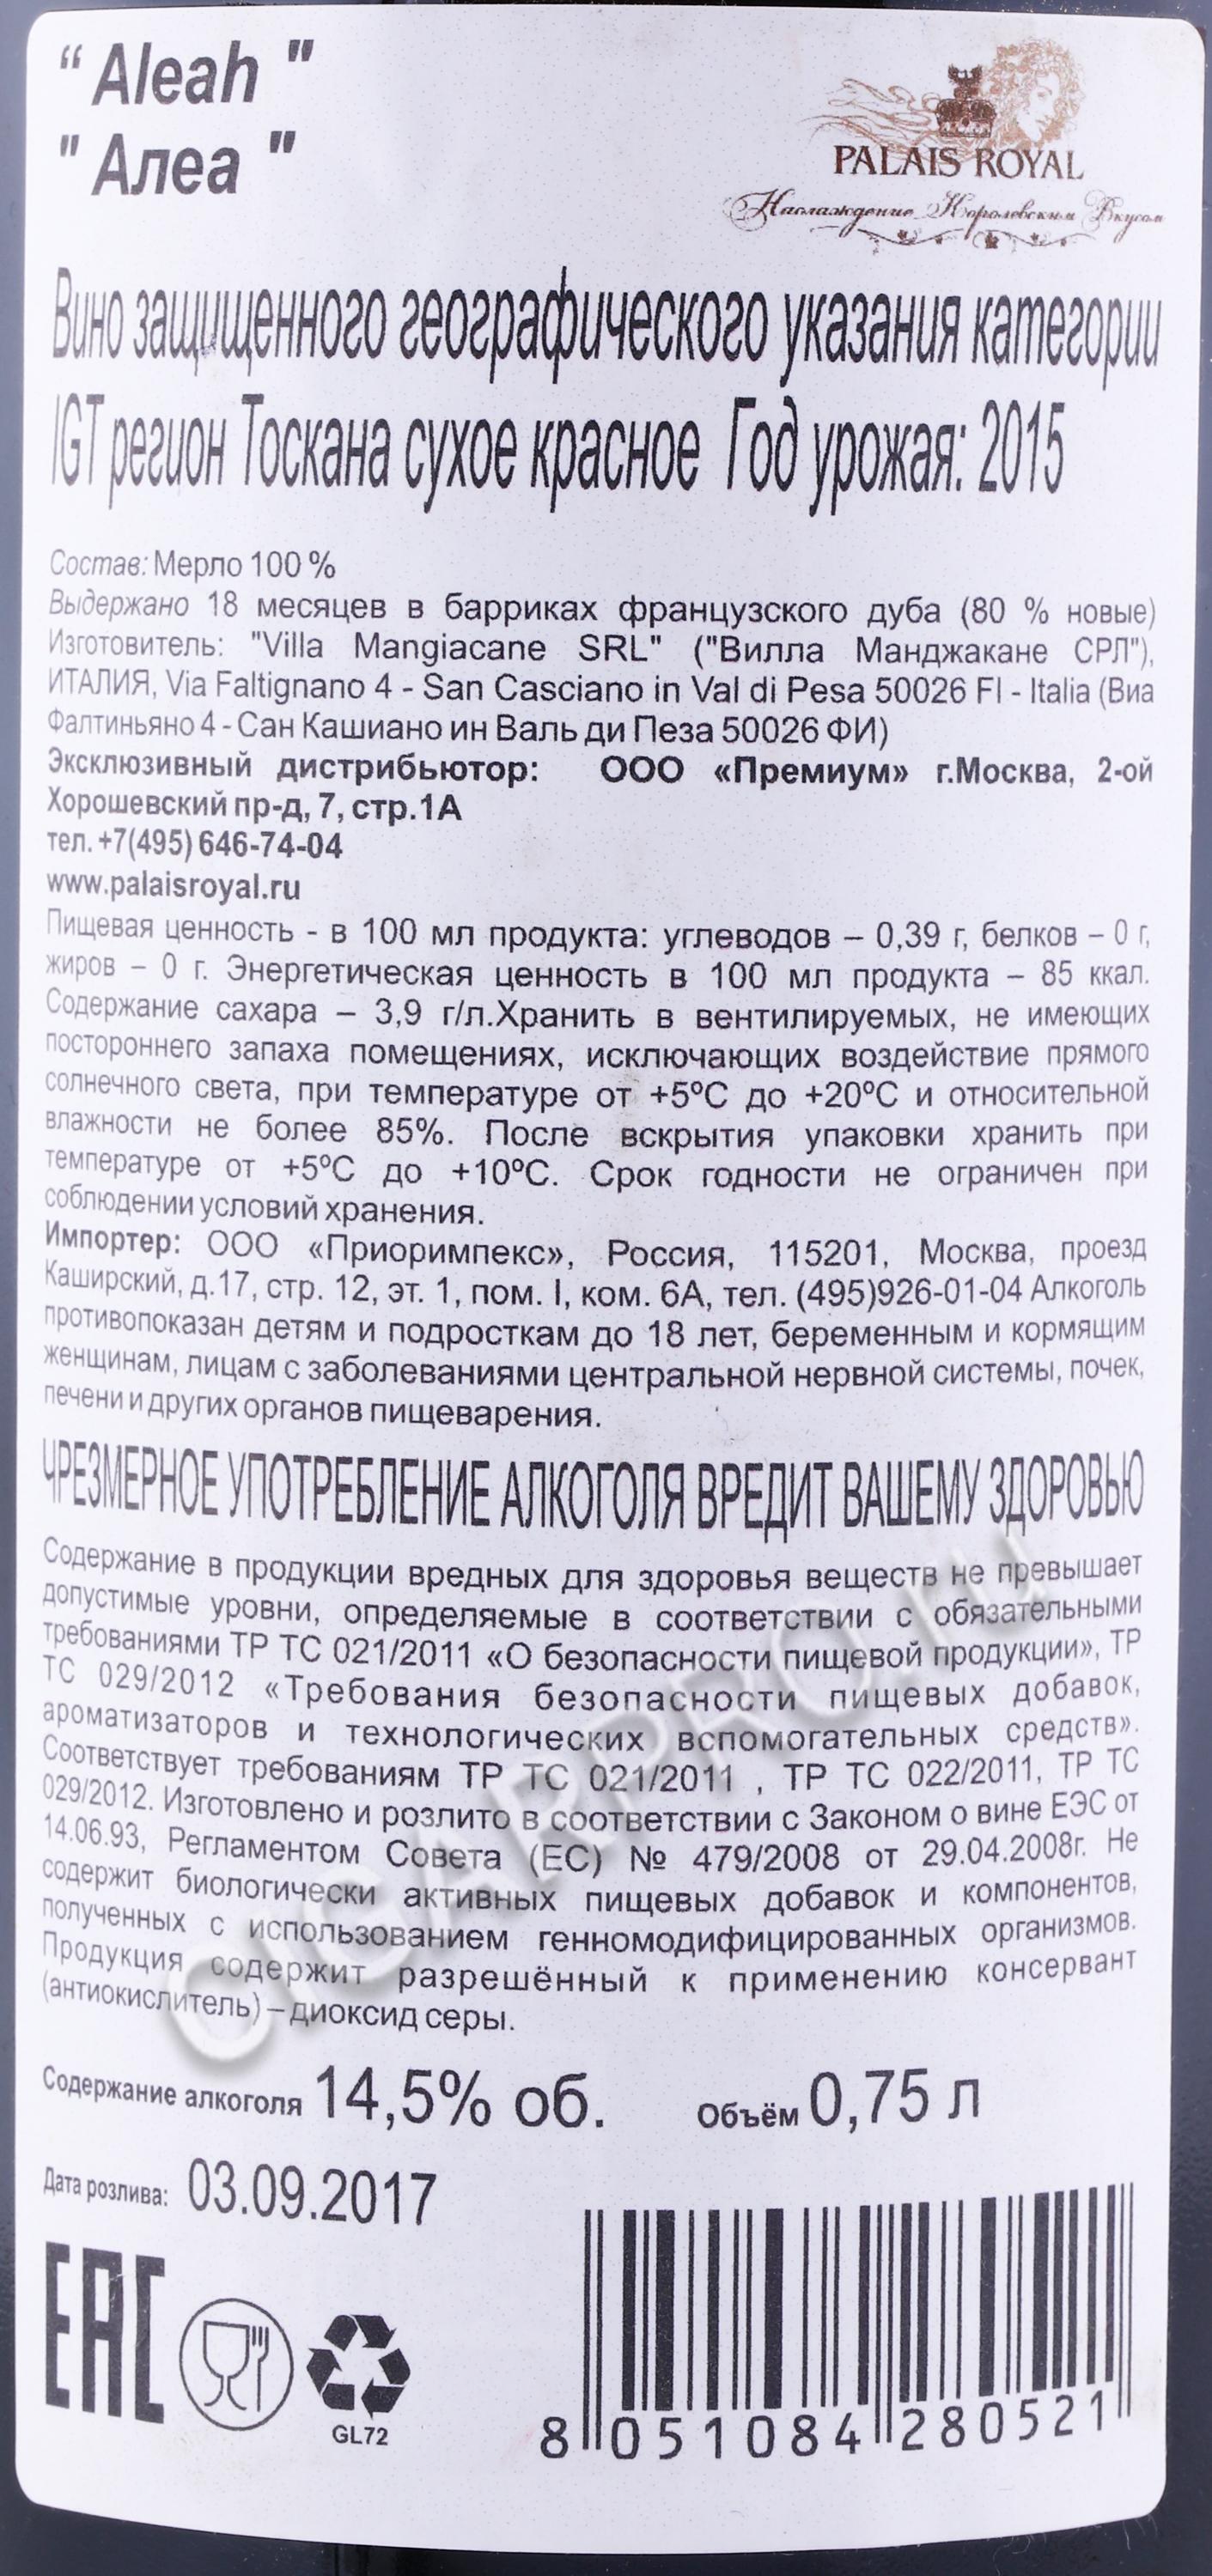 “ Aleah "
" Алеа "
PALAIS ROYAL
Наслаждение Королевским Вкусом
Вино защищенного географического указания категории
IGT регион Тоскана сухое красное Год урожая: 2015
Состав: Мерло 100 %
Выдержано 18 месяцев в барриках французского дуба (80 % новые)
Изготовитель: "Villa Mangiacane SRL" ("Вилла Манджакане СРЛ"),
ИТАЛИЯ, Via Faltignano 4 - San Casciano in Val di Pesa 50026 FI - Italia (Виа
Фалтиньяно 4 - Сан Кашиано ин Валь ди Пеза 50026 ФИ)
Эксклюзивный дистрибьютор: ООО «Премиум» г.Москва, 2-ой
Хорошевский пр-д, 7, стр.1А
тел. +7(495) 646-74-04
www.palaisroyal.ru
Пищевая ценность - в 100 мл продукта: углеводов – 0,39 г, белков – 0 г,
жиров – 0 г. Энергетическая ценность в 100 мл продукта – 85 ккал.
Содержание сахара – 3,9 г/л.Хранить в вентилируемых, не имеющих
постороннего запаха помещениях, исключающих воздействие прямого
солнечного света, при температуре от +5ºС до +20ºС и относительной
влажности не более 85%. После вскрытия упаковки хранить при
температуре от +5ºС до +10ºС. Срок годности не ограничен при
соблюдении условий хранения.
Импортер: ООО «Приоримпекс», Россия, 115201, Москва, проезд
Каширский, д.17, стр. 12, эт. 1, пом. I, ком. 6А, тел. (495)926-01-04 Алкоголь
противопоказан детям и подросткам до 18 лет, беременным и кормящим
женщинам, лицам с заболеваниями центральной нервной системы, почек,
печени и других органов пищеварения.
ЧРЕЗМЕРНОЕ УПОТРЕБЛЕНИЕ АЛКОГОЛЯ ВРЕДИТ ВАШЕМУ ЗДОРОВЬЮ
Содержание в продукции вредных для здоровья веществ не превышает
допустимые уровни, определяемые в соответствии с обязательными
требованиями ТР ТС 021/2011 «О безопасности пищевой продукции», ТР
ТС 029/2012 «Требования безопасности пищевых добавок,
ароматизаторов и технологических вспомогательных средств».
Соответствует требованиям ТР ТС 021/2011 , ТР ТС 022/2011, ТР ТС
029/2012. Изготовлено и розлито в соответствии с Законом о вине ЕЭС от
14.06.93, Регламентом Совета (ЕС) № 479/2008 от 29.04.2008г. Не
содержит биологически активных пищевых добавок и компонентов,
полученных с использованием генномодифицированных организмов.
Продукция содержит разрешённый к применению консервант
(антиокислитель) – диоксид серы.
CIGARPRO.ru
Содержание алкоголя 14,5% об. Объём 0,75 л
Дата розлива: 03.09.2017
EAC
GL72
8 051084 280521